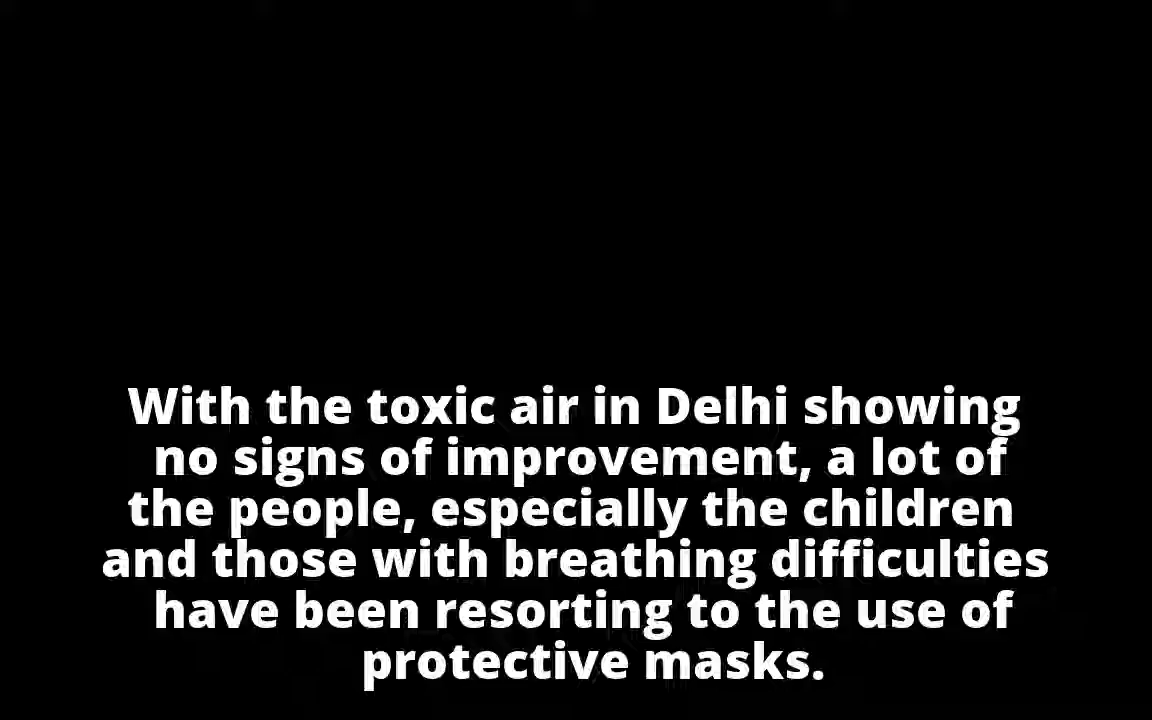 With the toxic air in Delhi showing
no signs of improvement, a lot of
the people, especially the children
and those with breathing difficulties
have been resorting to the use of
protective masks.